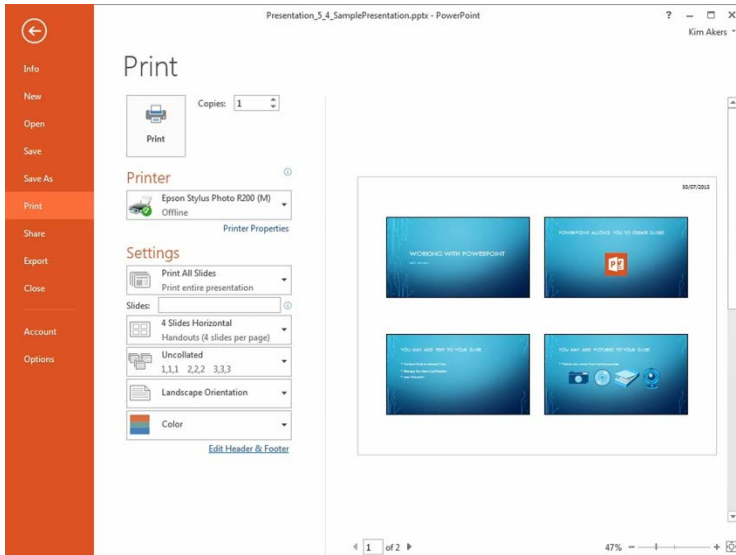 Presentation_5_4_SamplePresentation.pptx - PowerPoint
?
Kim Akers
Info
New
Open
Save
Save As
Print
Share
Export
Close
Account
Options
Print
Copies: 1
Print
Printer
Epson Stylus Photo R200 (M)
Offline
Printer Properties
Settings
Print All Slides
Print entire presentation
Slides:
4 Slides Horizontal
Handouts (4 slides per page)
Uncollated
1,1,1 2,2,2 3,3,3
Landscape Orientation
Color
Edit Header & Footer
30/07/2013
WORKING WITH POWERPOINT
POWERPOINT ALLOWS YOU TO CREATE SLIDES
P
YOU MAY ADD TEXT TO YOUR SLIDE
YOU MAY ADD PICTURES TO YOUR SLIDE
1 of 2
47%